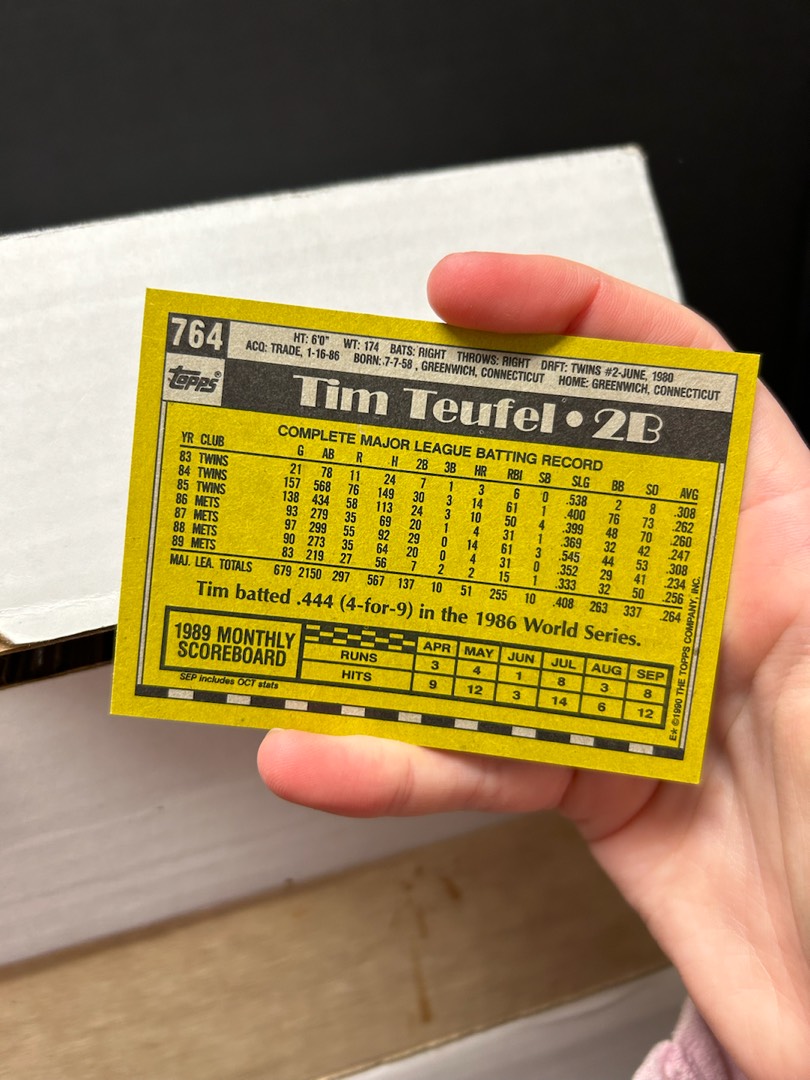 764
HT: 6'0" WT: 174 BATS: RIGHT THROWS: RIGHT DRFT: TWINS #2-JUNE, 1980
ACQ: TRADE, 1-16-86 BORN: 7-7-58, GREENWICH, CONNECTICUT HOME: GREENWICH, CONNECTICUT
Topps®
Tim Teufel • 2B
COMPLETE MAJOR LEAGUE BATTING RECORD
YR CLUB G AB R H 2B 3B HR RBI SB SLG BB SO AVG
83 TWINS 21 78 11 24 7 1 3 6 0 .538 2 8 .308
84 TWINS 157 568 76 149 30 3 14 61 1 .400 76 73 .262
85 TWINS 138 434 58 113 24 3 10 50 4 .399 48 70 .260
86 METS 93 279 35 69 20 1 4 31 1 .369 32 42 .247
87 METS 97 299 55 92 29 0 14 61 3 .545 44 53 .308
88 METS 90 273 35 64 20 0 4 31 0 .352 29 41 .234
89 METS 83 219 27 56 7 2 2 15 1 .333 32 50 .256
MAJ. LEA. TOTALS 679 2150 297 567 137 10 51 255 10 .408 263 337 .264
Tim batted .444 (4-for-9) in the 1986 World Series.
1989 MONTHLY SCOREBOARD
APR MAY JUN JUL AUG SEP
RUNS 3 4 1 8 3 8
HITS 9 12 3 14 6 12
SEP includes OCT stats
E* ©1990 THE TOPPS COMPANY, INC.